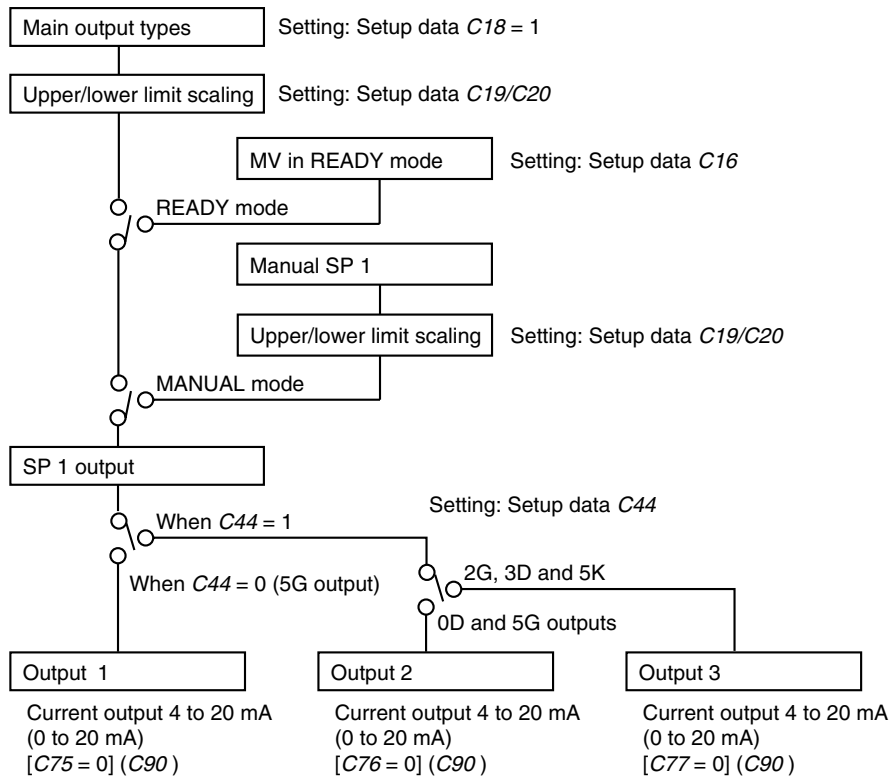 Main output types
Setting: Setup data C18 = 1
Upper/lower limit scaling
Setting: Setup data C19/C20
MV in READY mode
Setting: Setup data C16
READY mode
Manual SP 1
Upper/lower limit scaling
Setting: Setup data C19/C20
MANUAL mode
SP 1 output
Setting: Setup data C44
When C44 = 1
When C44 = 0 (5G output)
2G, 3D and 5K
0D and 5G outputs
Output 1
Current output 4 to 20 mA
(0 to 20 mA)
[C75 = 0] (C90 )
Output 2
Current output 4 to 20 mA
(0 to 20 mA)
[C76 = 0] (C90 )
Output 3
Current output 4 to 20 mA
(0 to 20 mA)
[C77 = 0] (C90 )